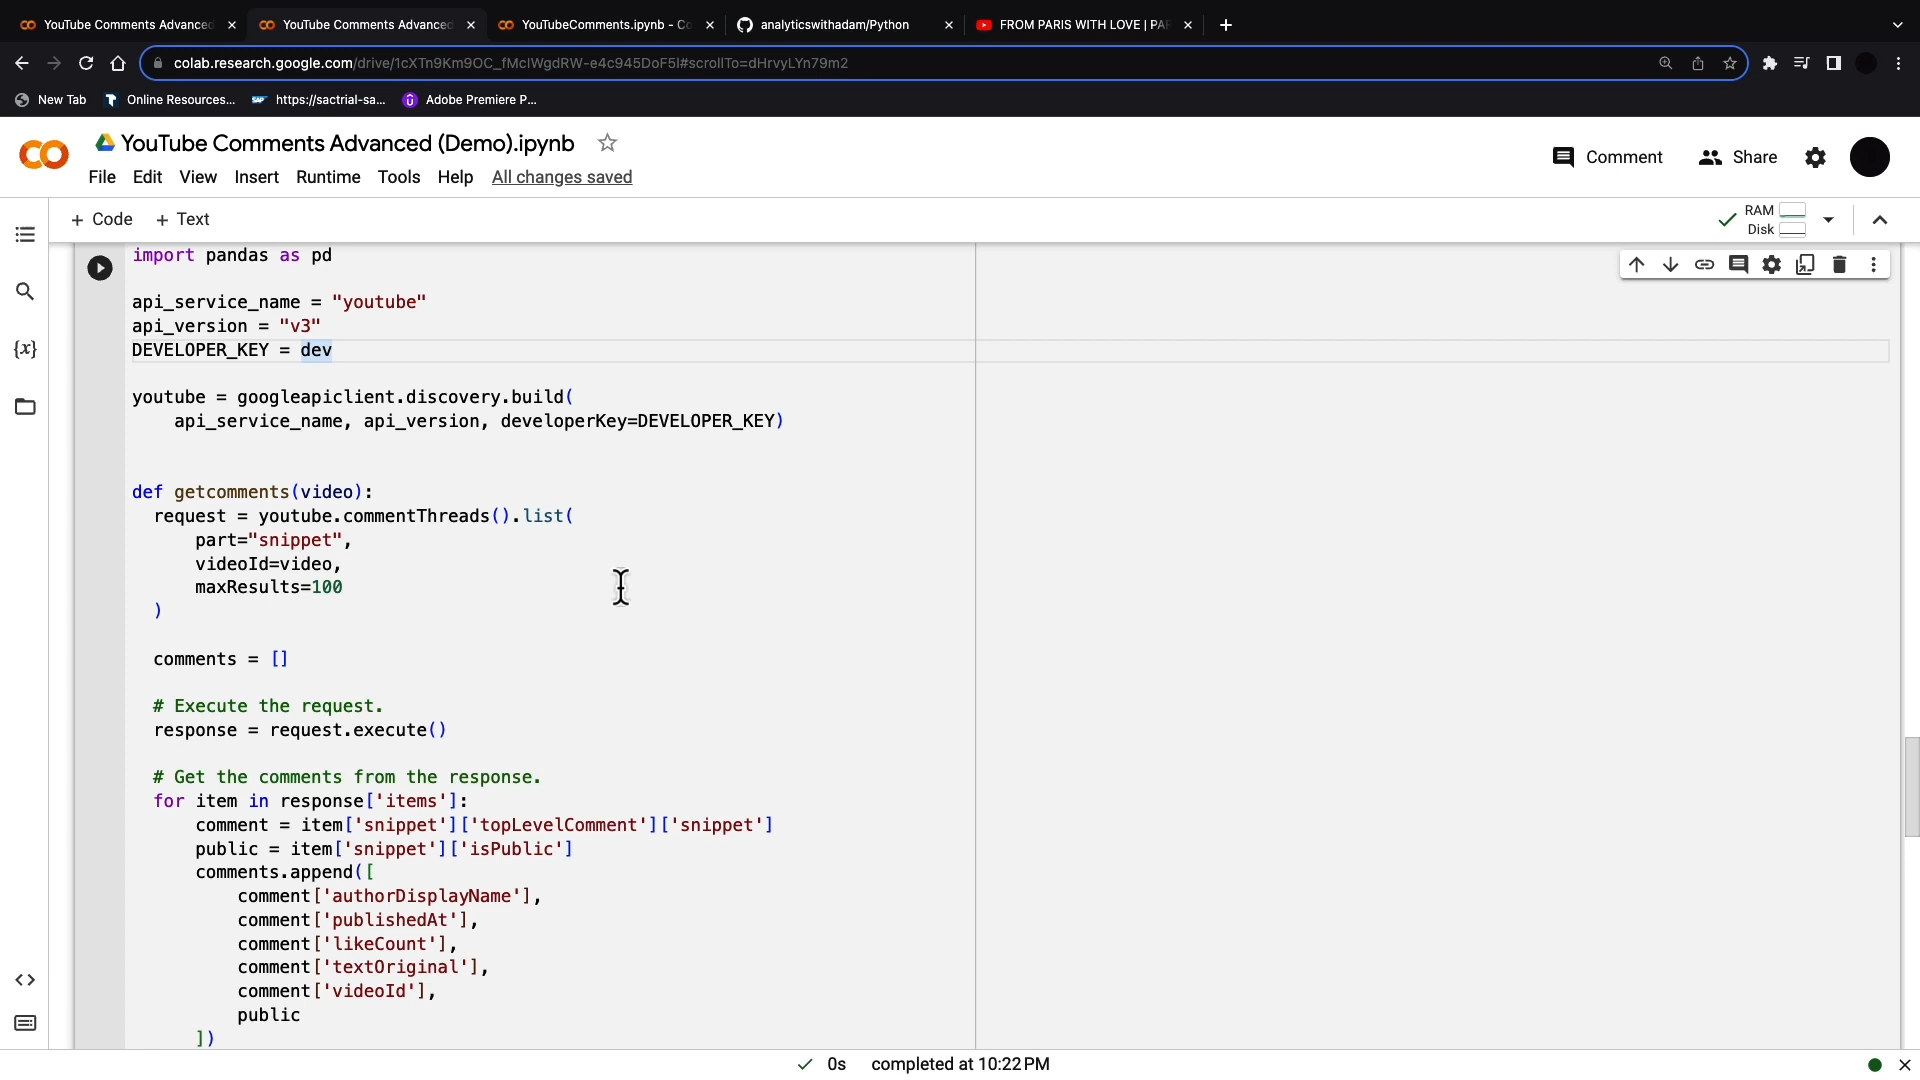 YouTube Comments Advanced
YouTube Comments Advanced
YouTubeComments.ipynb - Co
analyticswithadam/Python
FROM PARIS WITH LOVE | PAR
colab.research.google.com/drive/1cXTn9Km9OC_fMcIWgdRW-e4c945DoF5I#scrollTo=dHrvyLYn79m2
New Tab
Online Resources...
SAP
https://sactrial-sa...
Adobe Premiere P...
YouTube Comments Advanced (Demo).ipynb
Comment
Share
File Edit View Insert Runtime Tools Help All changes saved
+ Code + Text
RAM
Disk
{x}
import pandas as pd
api_service_name = "youtube"
api_version = "v3"
DEVELOPER_KEY = dev
youtube = googleapiclient.discovery.build(
api_service_name, api_version, developerKey=DEVELOPER_KEY)
def getcomments(video):
request = youtube.commentThreads().list(
part="snippet",
videoId=video,
maxResults=100
)
comments = []
# Execute the request.
response = request.execute()
# Get the comments from the response.
for item in response['items']:
comment = item['snippet']['topLevelComment']['snippet']
public = item['snippet']['isPublic']
comments.append([
comment['authorDisplayName'],
comment['publishedAt'],
comment['likeCount'],
comment['textOriginal'],
comment['videoId'],
public
])
0s completed at 10:22 PM